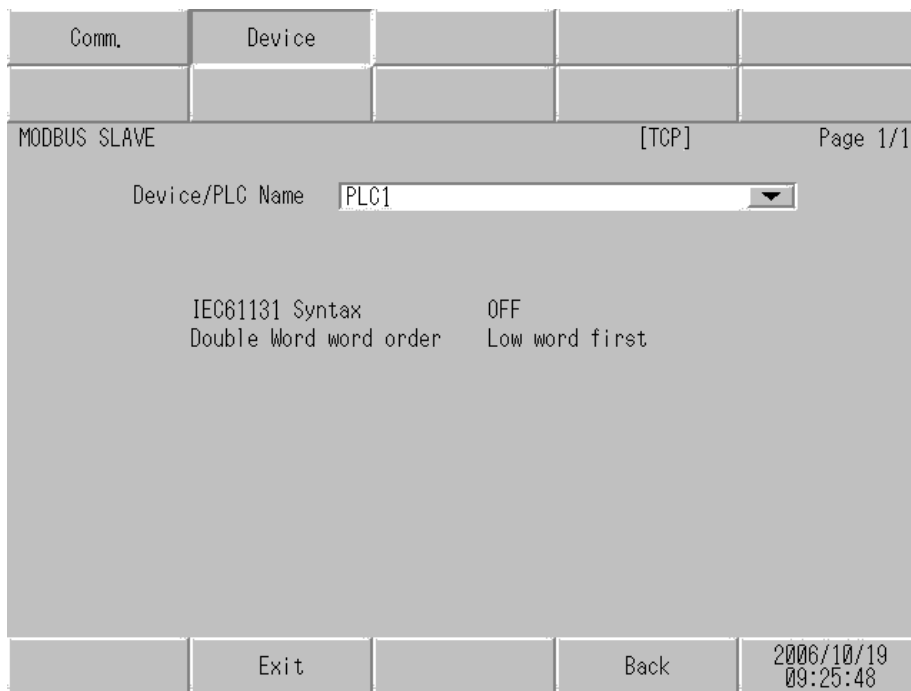 Comm. Device
MODBUS SLAVE [TCP] Page 1/1
Device/PLC Name PLC1
IEC61131 Syntax OFF
Double Word word order Low word first
Exit Back 2006/10/19
09:25:48